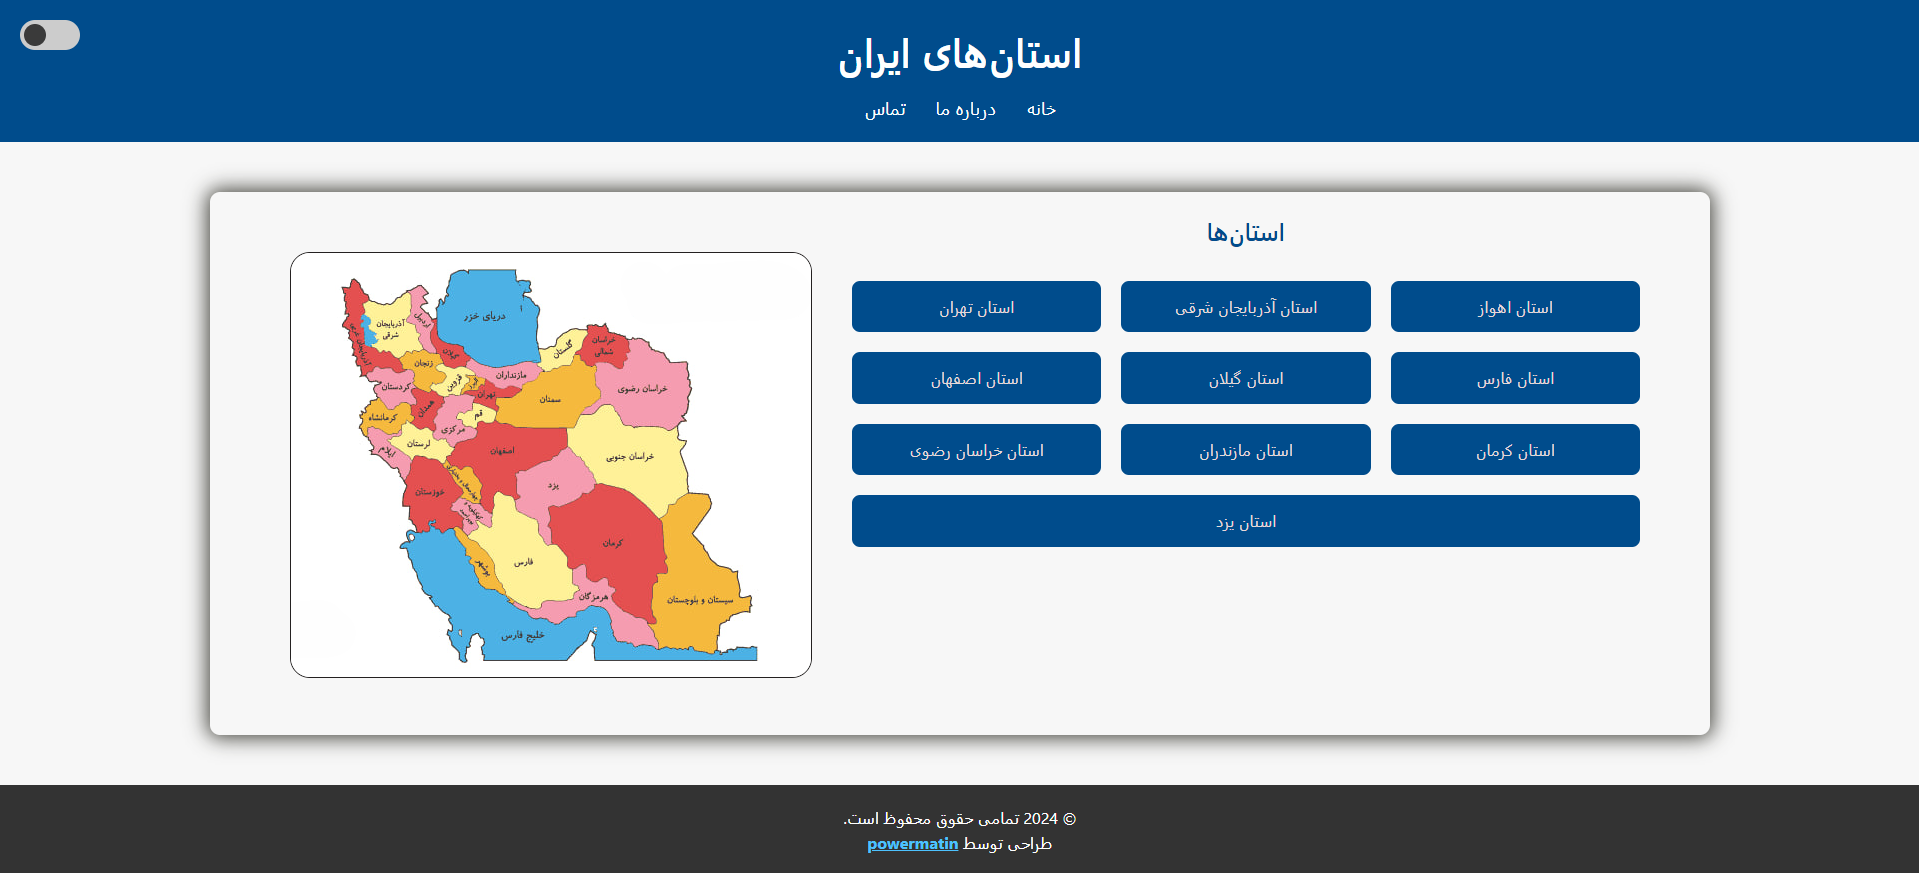 استان‌های ایران
خانه درباره ما تماس
استان‌ها
استان اهواز استان آذربایجان شرقی استان تهران
استان فارس استان گیلان استان اصفهان
استان کرمان استان مازندران استان خراسان رضوی
استان یزد
دریای خزر
آذربایجان
شرقی
اردبیل
گیلان
زنجان
کردستان
قزوین
مازنداران
گلستان
خراسان
شمالی
خراسان رضوی
تهران
سمنان
همدان
کرمانشاه
قم
مرکزی
لرستان
ایلام
اصفهان
خراسان جنوبی
یزد
خوزستان
کرمان
فارس
بوشهر
هرمزگان
سیستان و بلوچستان
خلیج فارس
© 2024 تمامی حقوق محفوظ است.
طراحی توسط powermatin